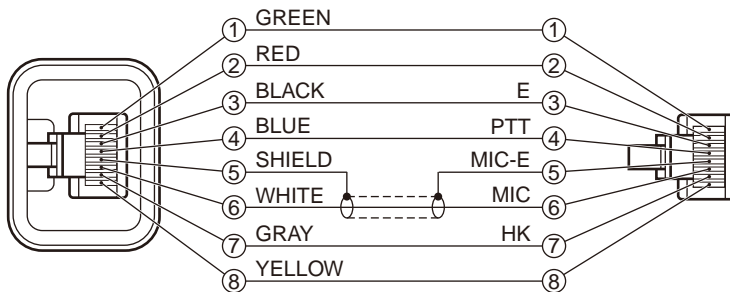 ① GREEN ①
② RED ②
③ BLACK E ③
④ BLUE PTT ④
⑤ SHIELD MIC-E ⑤
⑥ WHITE MIC ⑥
⑦ GRAY HK ⑦
⑧ YELLOW ⑧